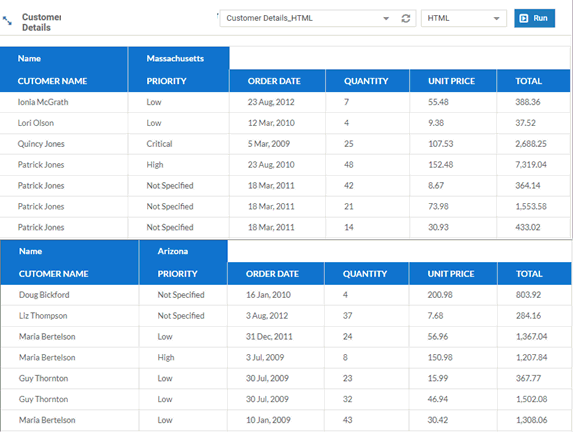 Customer Details
Customer Details_HTML HTML Run
Name Massachusetts
CUTOMER NAME PRIORITY ORDER DATE QUANTITY UNIT PRICE TOTAL
Ionia McGrath Low 23 Aug, 2012 7 55.48 388.36
Lori Olson Low 12 Mar, 2010 4 9.38 37.52
Quincy Jones Critical 5 Mar, 2009 25 107.53 2,688.25
Patrick Jones High 23 Aug, 2010 48 152.48 7,319.04
Patrick Jones Not Specified 18 Mar, 2011 42 8.67 364.14
Patrick Jones Not Specified 18 Mar, 2011 21 73.98 1,553.58
Patrick Jones Not Specified 18 Mar, 2011 14 30.93 433.02
Name Arizona
CUTOMER NAME PRIORITY ORDER DATE QUANTITY UNIT PRICE TOTAL
Doug Bickford Not Specified 16 Jan, 2010 4 200.98 803.92
Liz Thompson Not Specified 3 Aug, 2012 37 7.68 284.16
Maria Bertelson Low 31 Dec, 2011 24 56.96 1,367.04
Maria Bertelson High 3 Jul, 2009 8 150.98 1,207.84
Guy Thornton Low 30 Jul, 2009 23 15.99 367.77
Guy Thornton Low 30 Jul, 2009 32 46.94 1,502.08
Maria Bertelson Low 10 Jan, 2009 43 30.42 1,308.06